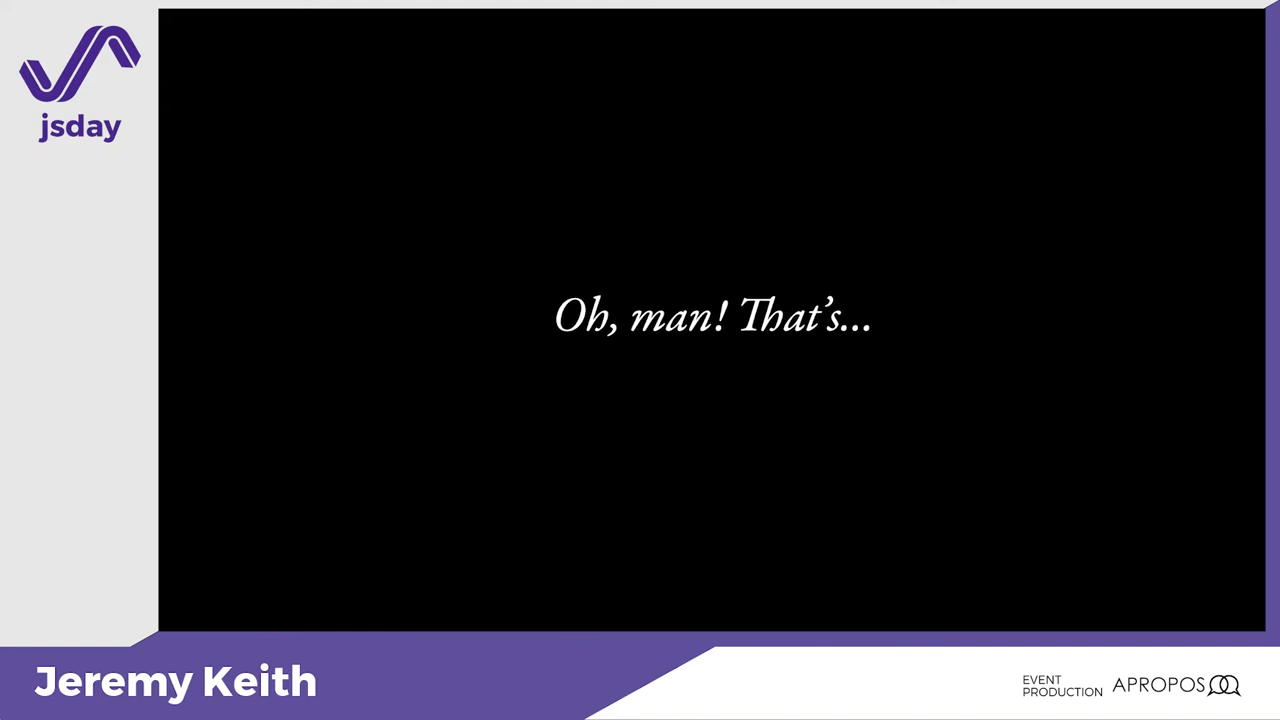 jsday
Oh, man! That’s…
Jeremy Keith
EVENT
PRODUCTION
APROPOS